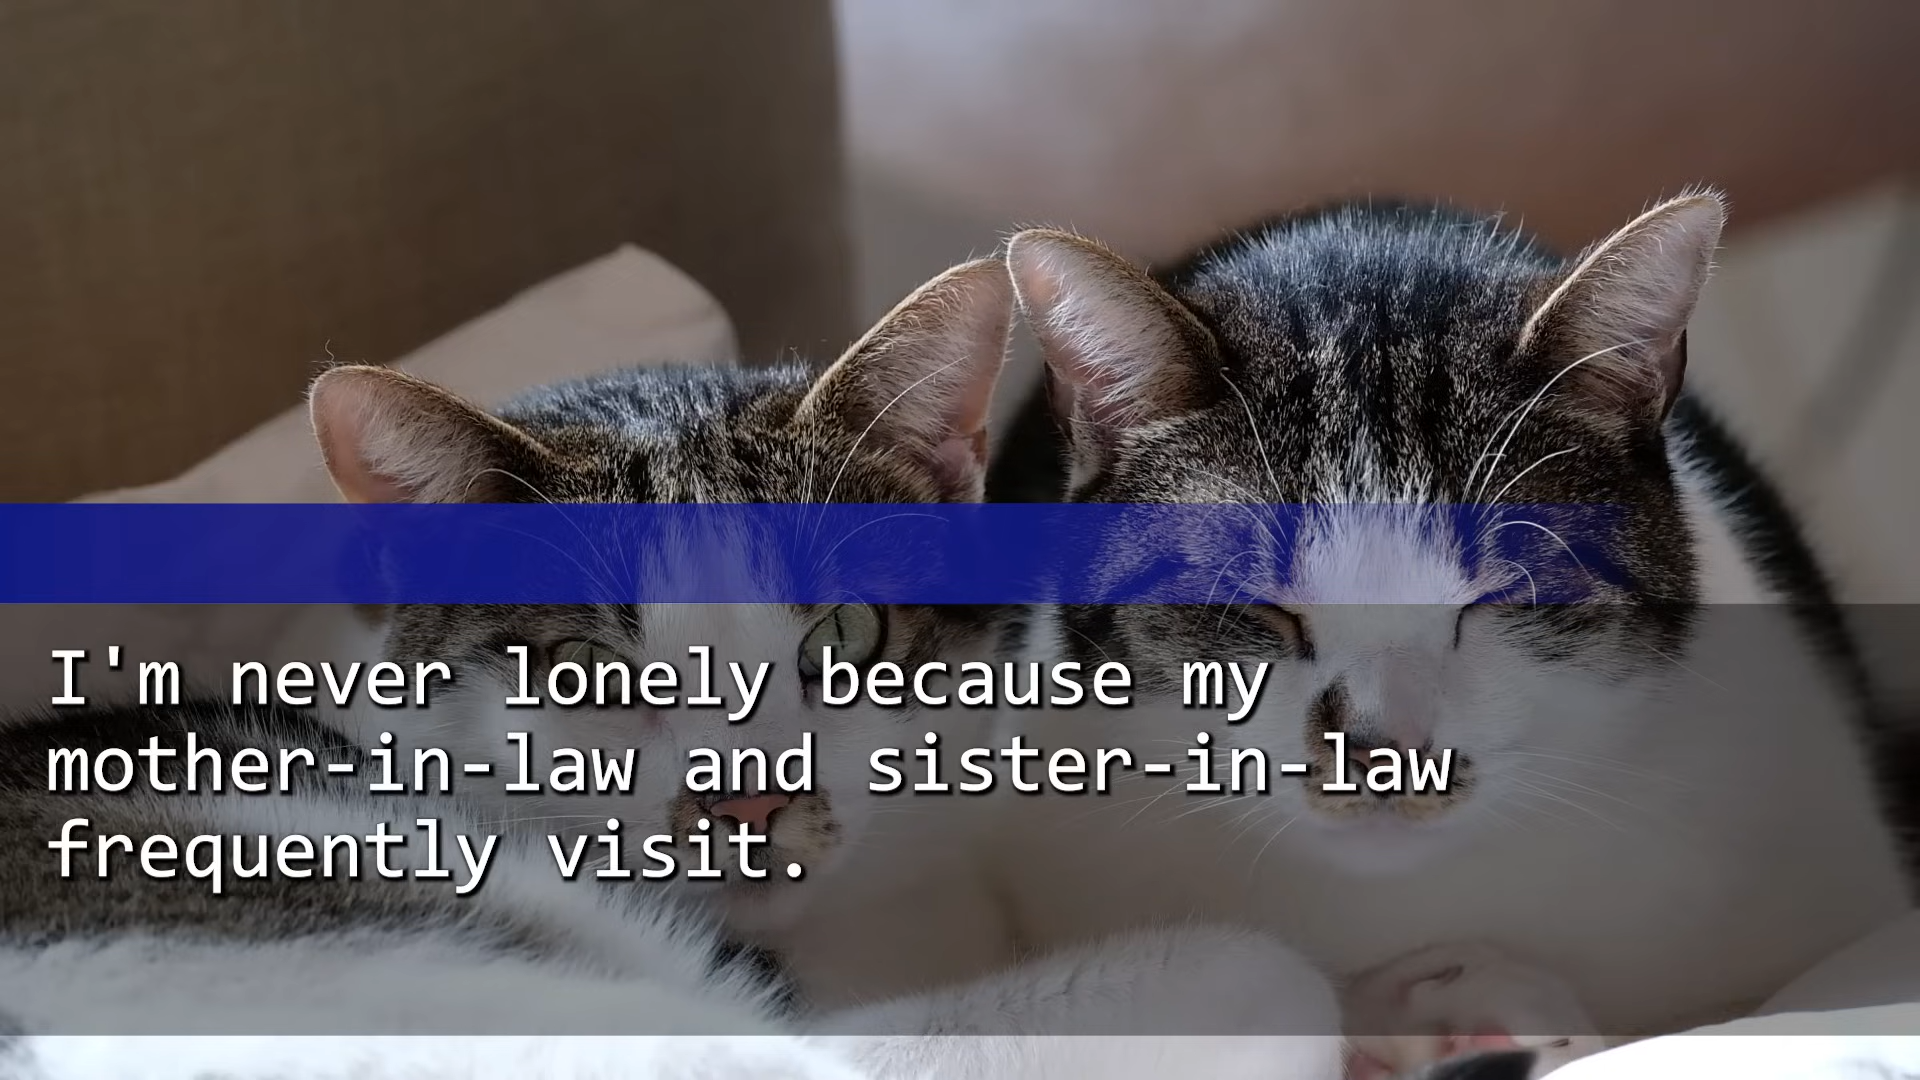 I'm never lonely because my
mother-in-law and sister-in-law
frequently visit.